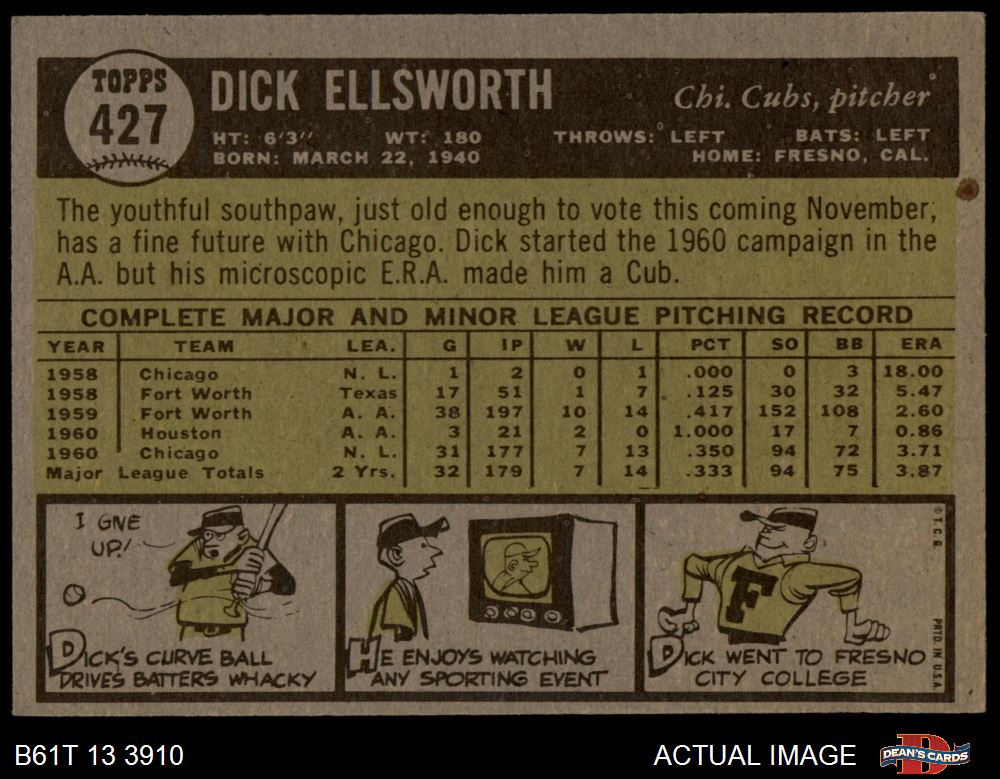 TOPPS
427
DICK ELLSWORTH
Chi. Cubs, pitcher
HT: 6'3" WT: 180 THROWS: LEFT BATS: LEFT
BORN: MARCH 22, 1940 HOME: FRESNO, CAL.
The youthful southpaw, just old enough to vote this coming November,
has a fine future with Chicago. Dick started the 1960 campaign in the
A.A. but his microscopic E.R.A. made him a Cub.
COMPLETE MAJOR AND MINOR LEAGUE PITCHING RECORD
YEAR TEAM LEA. G IP W L PCT SO BB ERA
1958 Chicago N. L. 1 2 0 1 .000 0 3 18.00
1958 Fort Worth Texas 17 51 1 7 .125 30 32 5.47
1959 Fort Worth A. A. 38 197 10 14 .417 152 108 2.60
1960 Houston A. A. 3 21 2 0 1.000 17 7 0.86
1960 Chicago N. L. 31 177 7 13 .350 94 72 3.71
Major League Totals 2 Yrs. 32 179 7 14 .333 94 75 3.87
I GIVE
UP!
DICK'S CURVE BALL
DRIVES BATTERS WHACKY
HE ENJOYS WATCHING
ANY SPORTING EVENT
F
DICK WENT TO FRESNO
CITY COLLEGE
© T. C. G.
PRTD. IN U.S.A.
B61T 13 3910
ACTUAL IMAGE
D
DEAN'S CARDS